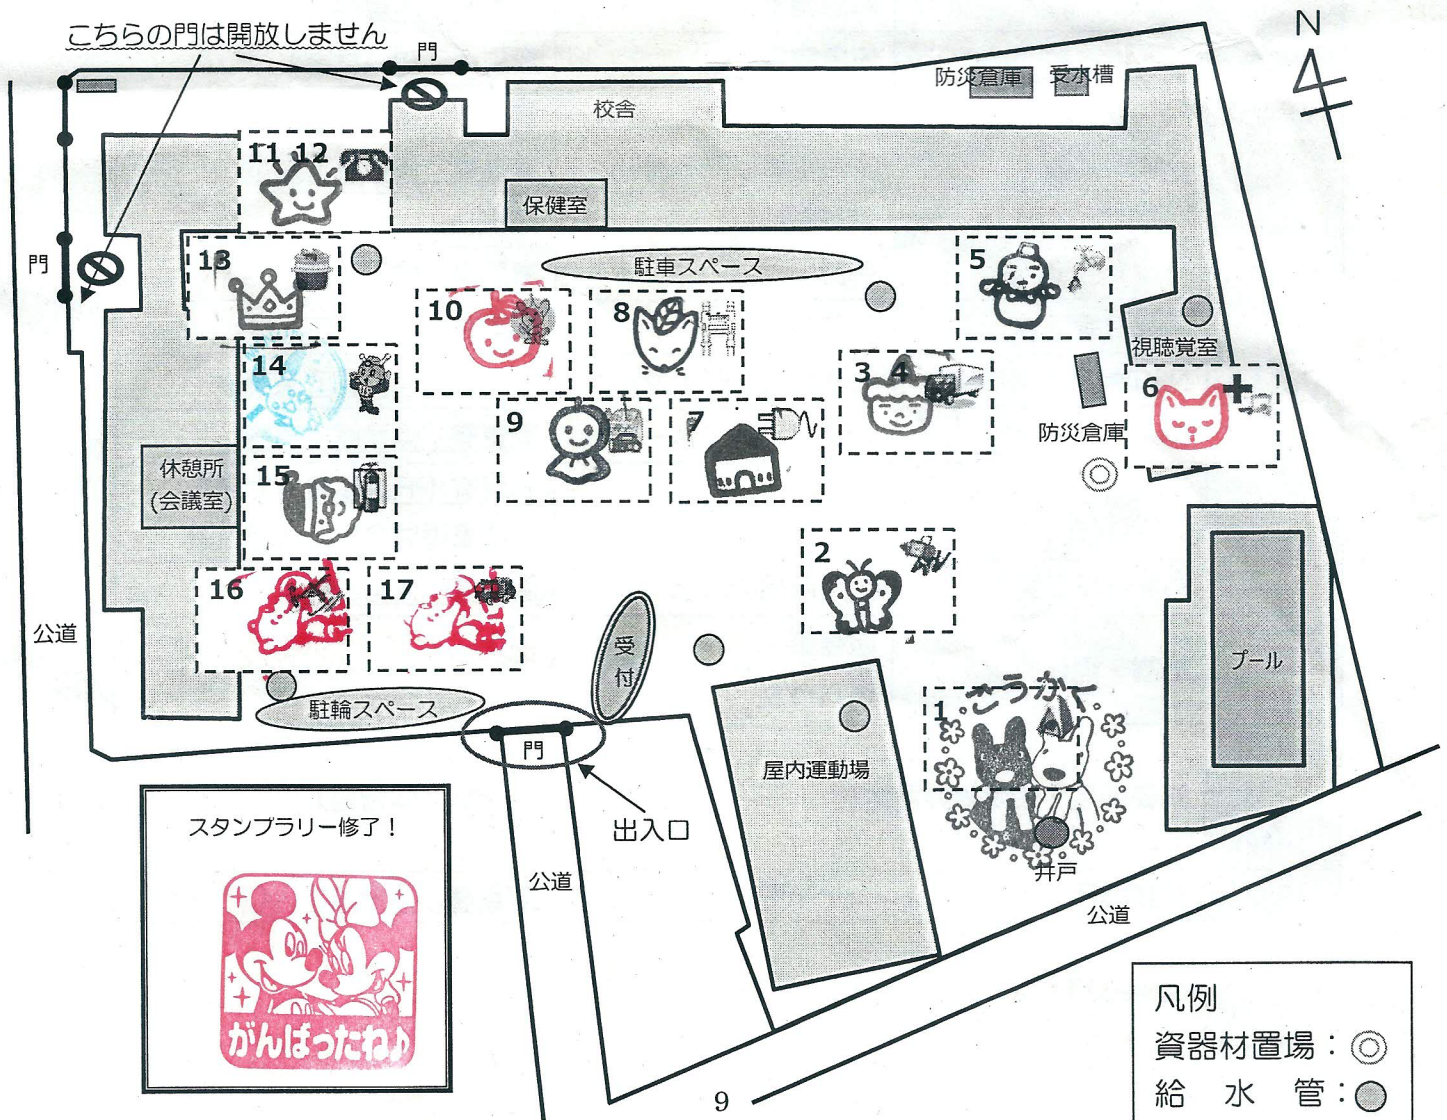 こちらの門は開放しません
門
N
防災倉庫
受水槽
校舎
11 12
保健室
門
13
駐車スペース
5
10
8
視聴覚室
14
3 4
6
9
7
防災倉庫
休憩所
(会議室)
15
2
16
17
公道
受付
プール
駐輪スペース
1
ごうかく
門
屋内運動場
スタンプラリー修了！
出入口
井戸
公道
公道
がんばったね♪
凡例
資器材置場：◎
給水管：
9